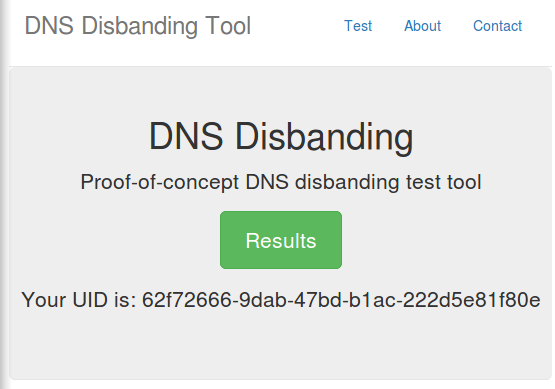 DNS Disbanding Tool Test About Contact
DNS Disbanding
Proof-of-concept DNS disbanding test tool
Results
Your UID is: 62f72666-9dab-47bd-b1ac-222d5e81f80e